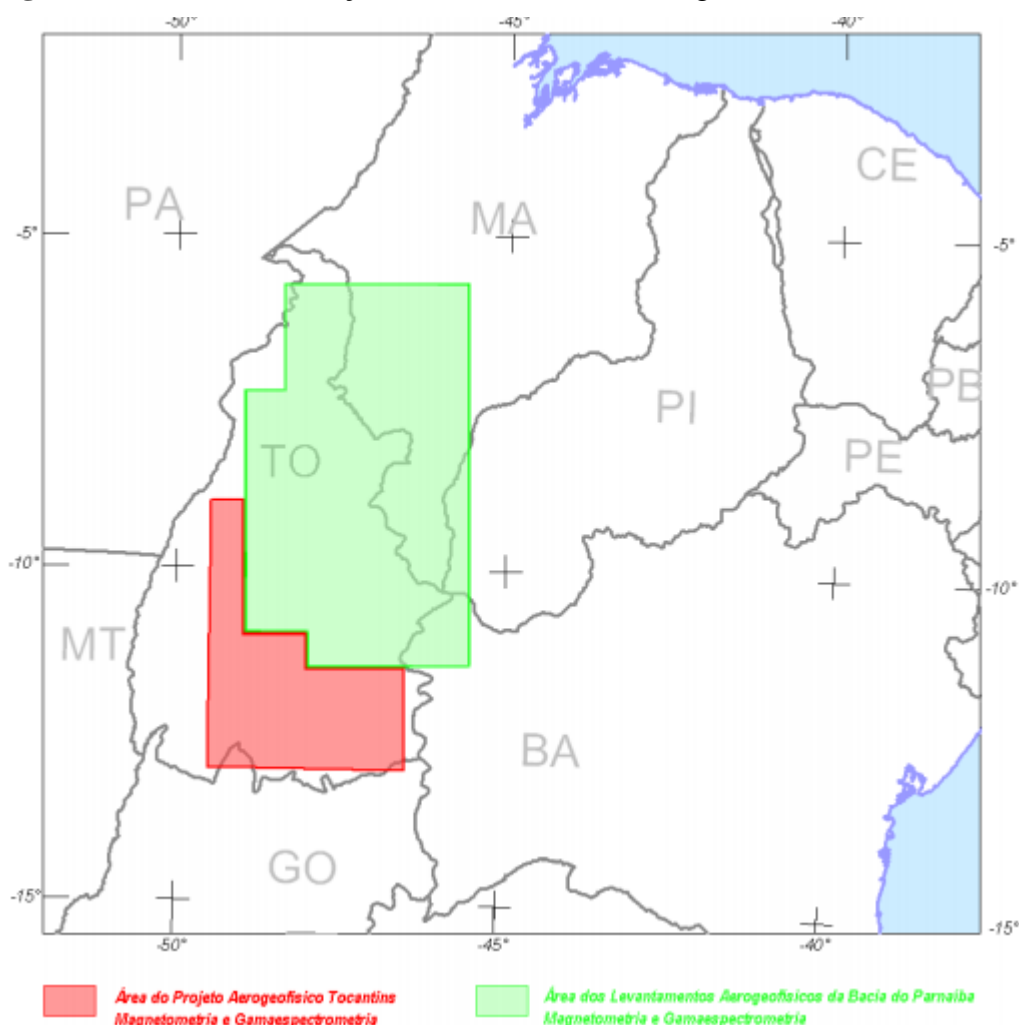 -50°
-45°
-40°
PA
MA
CE
-5°
-5°
PI
PB
TO
PE
-10°
-10°
MT
BA
GO
-15°
-15°
-50°
-45°
-40°
Área do Projeto Aerogeofísico Tocantins
Magnetometria e Gamaespectrometria
Área dos Levantamentos Aerogeofísicos da Bacia do Parnaíba
Magnetometria e Gamaespectrometria